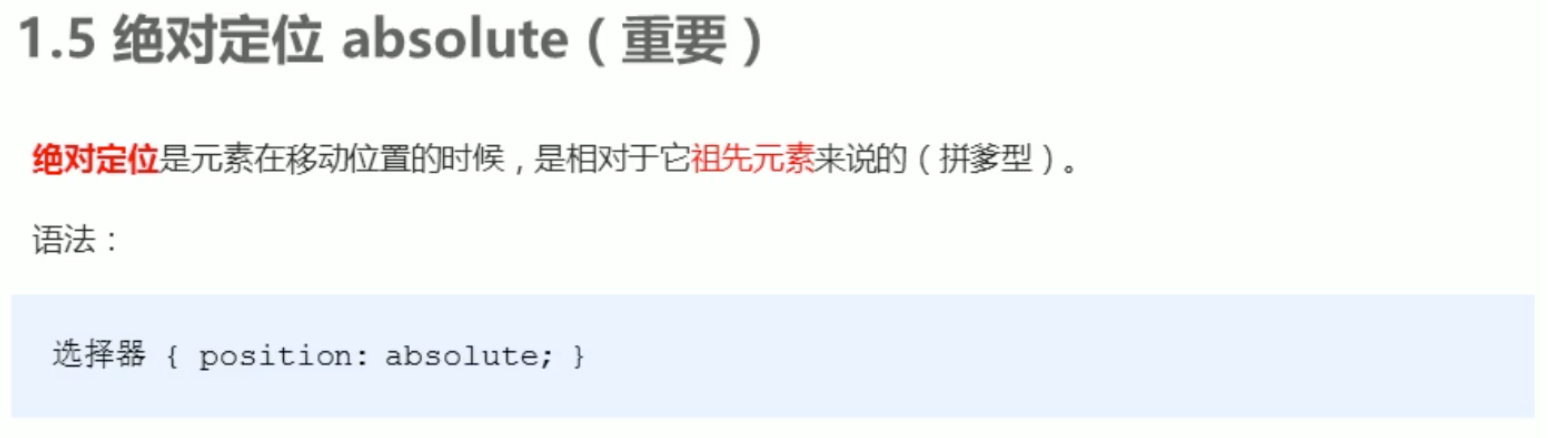 1.5 绝对定位 absolute（重要）
绝对定位是元素在移动位置的时候，是相对于它祖先元素来说的（拼爹型）。
语法：
选择器 { position: absolute; }